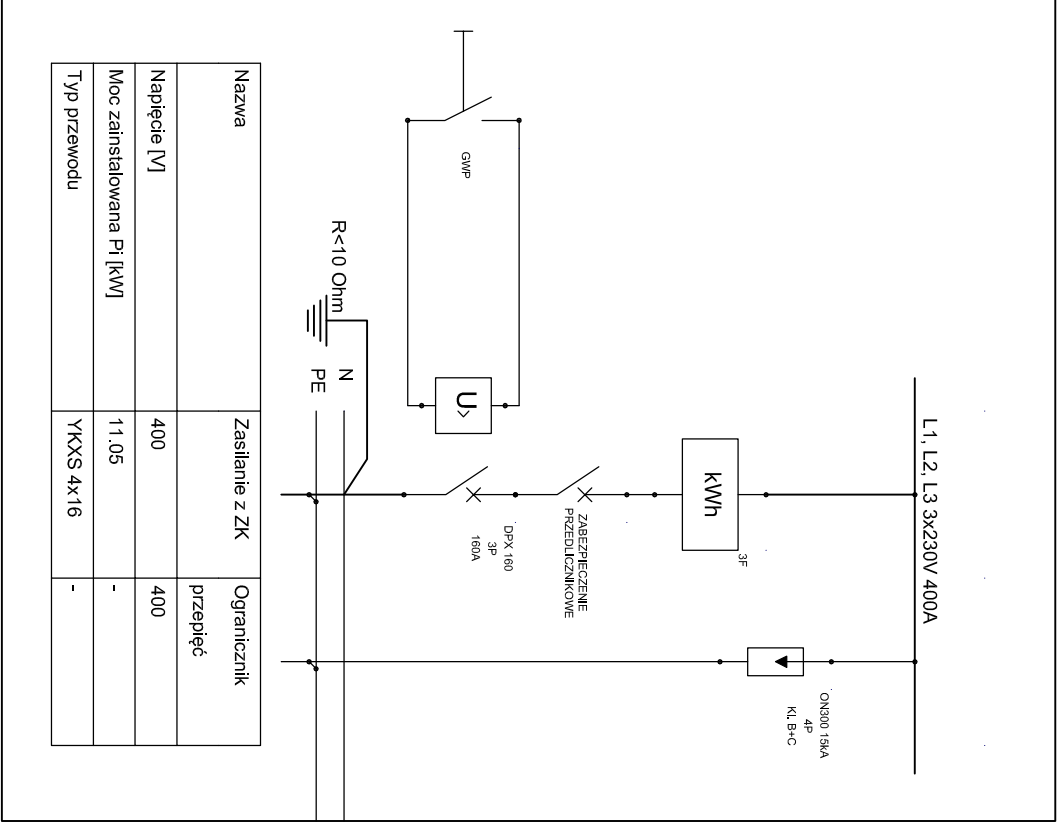 L1, L2, L3 3x230V 400A
ON300 15kA
4P
Kl. B+C
kWh
3F
ZABEZPIECZENIE
PRZEDLICZNIKOWE
DPX 160
3P
160A
GWP
U>
R<10 Ohm
N
PE
Nazwa
Zasilanie z ZK
Ogranicznik
przepięć
Napięcie [V]
400
400
Moc zainstalowana Pi [kW]
11.05
-
Typ przewodu
YKXS 4x16
-